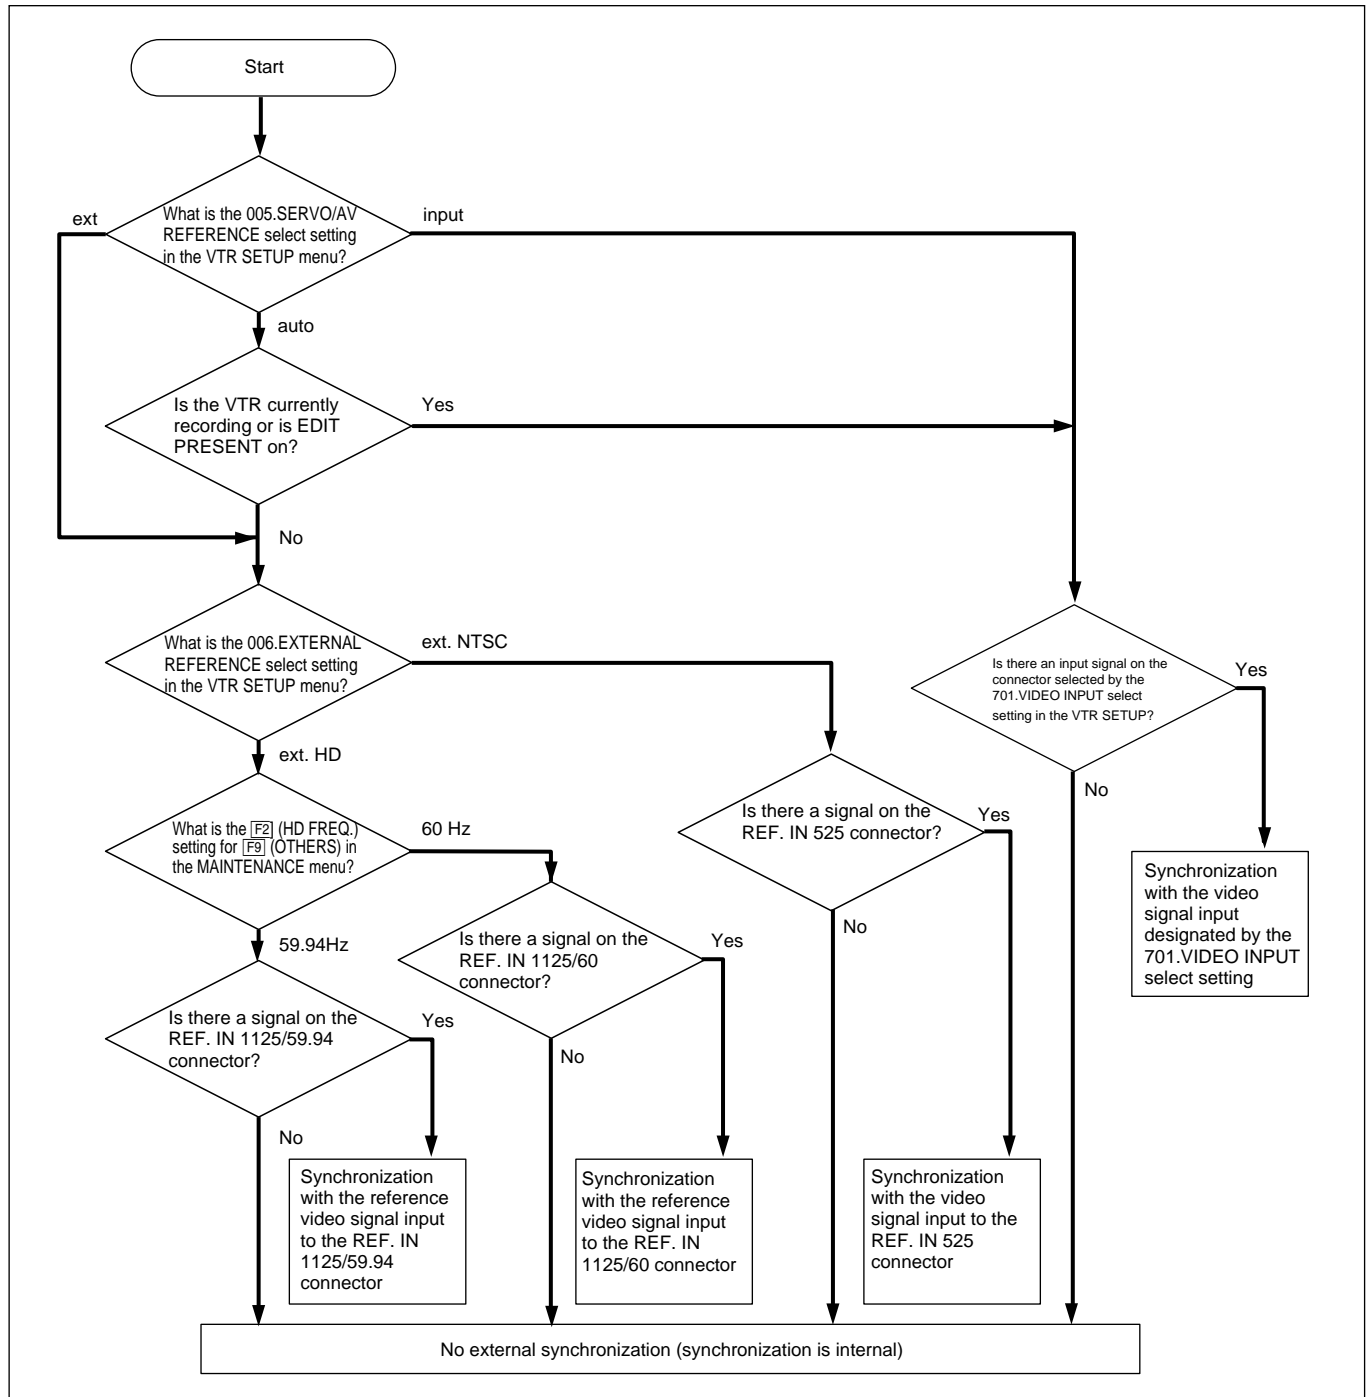 Start
What is the 005.SERVO/AV
REFERENCE select setting
in the VTR SETUP menu?
ext
input
auto
Is the VTR currently
recording or is EDIT
PRESENT on?
Yes
No
What is the 006.EXTERNAL
REFERENCE select setting
in the VTR SETUP menu?
ext. NTSC
ext. HD
Is there an input signal on the
connector selected by the
701.VIDEO INPUT select
setting in the VTR SETUP?
Yes
No
What is the F2 (HD FREQ.)
setting for F9 (OTHERS) in
the MAINTENANCE menu?
60 Hz
59.94Hz
Is there a signal on the
REF. IN 525 connector?
Yes
No
Synchronization
with the video
signal input
designated by the
701.VIDEO INPUT
select setting
Is there a signal on the
REF. IN 1125/60
connector?
Yes
No
Is there a signal on the
REF. IN 1125/59.94
connector?
Yes
No
Synchronization
with the reference
video signal input
to the REF. IN
1125/59.94
connector
Synchronization
with the reference
video signal input
to the REF. IN
1125/60 connector
Synchronization
with the video
signal input to the
REF. IN 525
connector
No external synchronization (synchronization is internal)